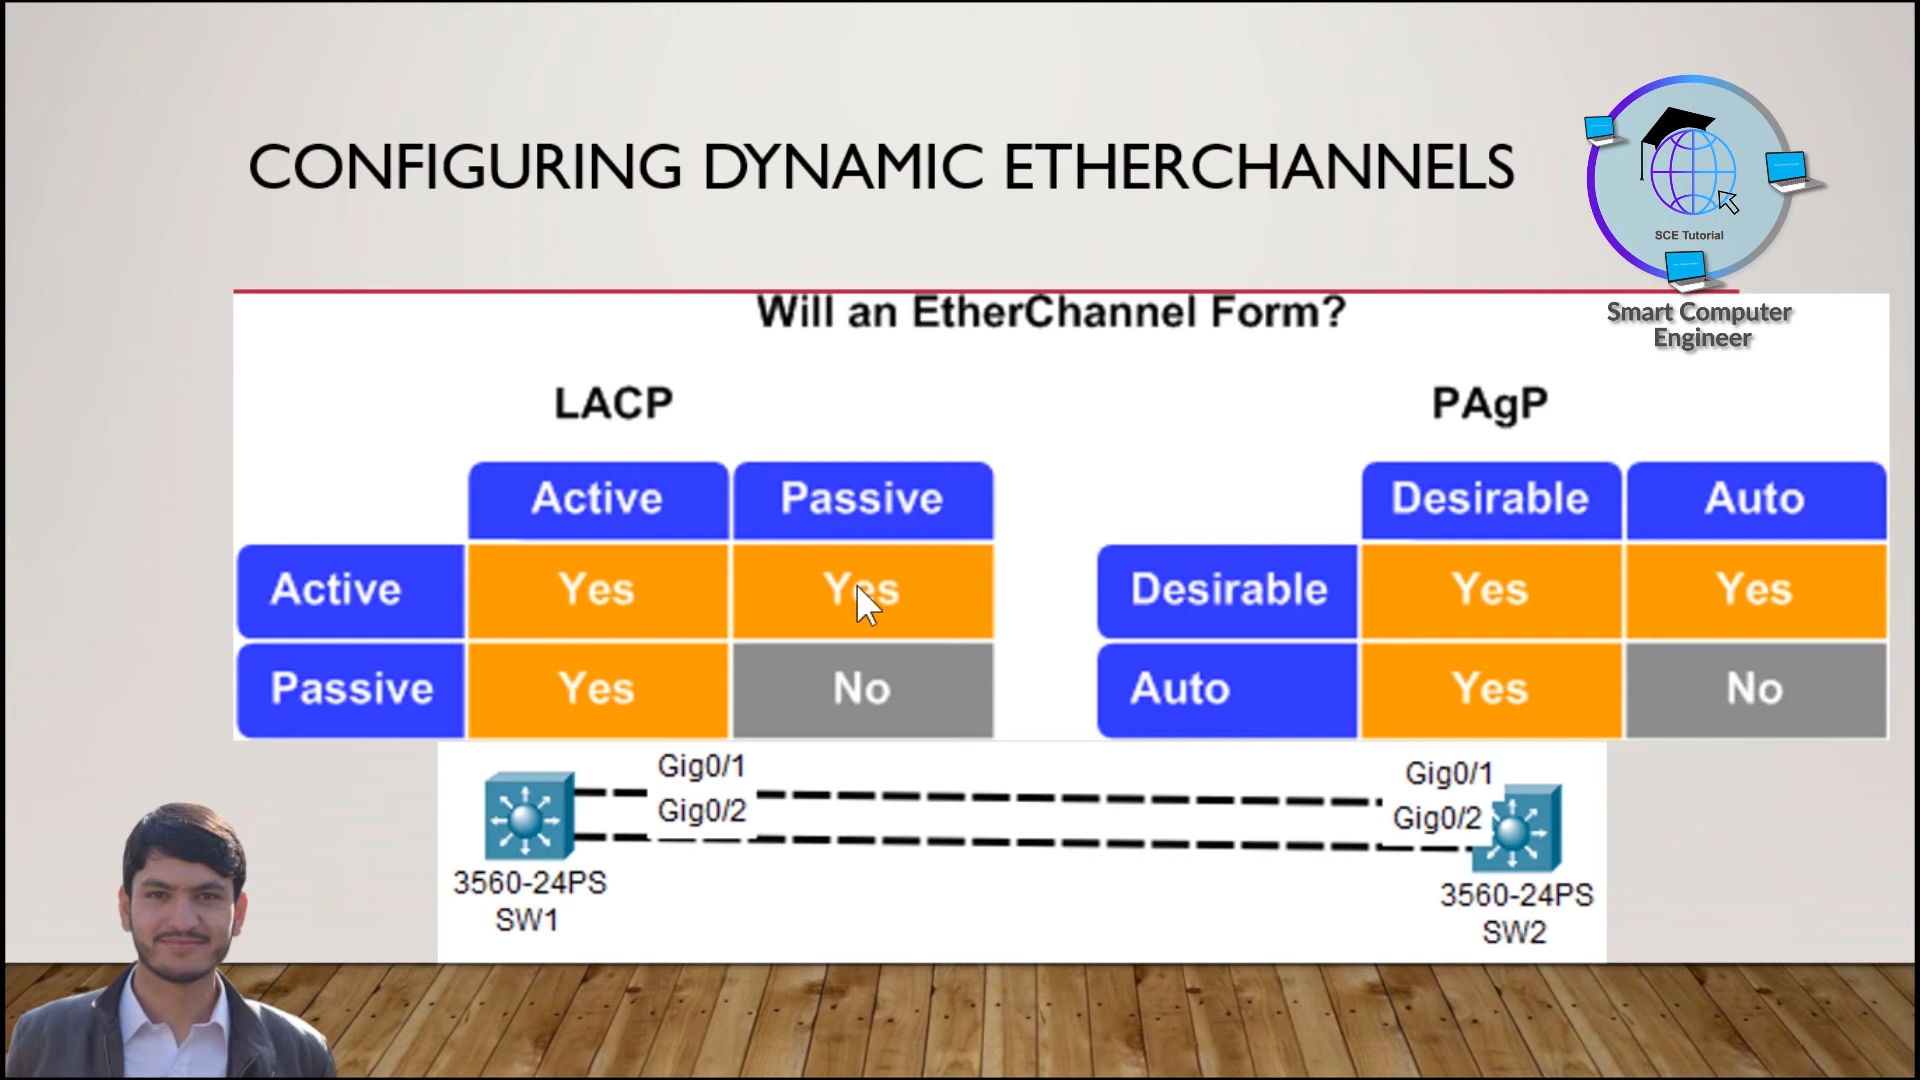 CONFIGURING DYNAMIC ETHERCHANNELS
SCE Tutorial
Smart Computer
Engineer
Will an EtherChannel Form?
LACP
Active Passive
Active Yes Yes
Passive Yes No
PAgP
Desirable Auto
Desirable Yes Yes
Auto Yes No
Gig0/1
Gig0/2
3560-24PS
SW1
Gig0/1
Gig0/2
3560-24PS
SW2